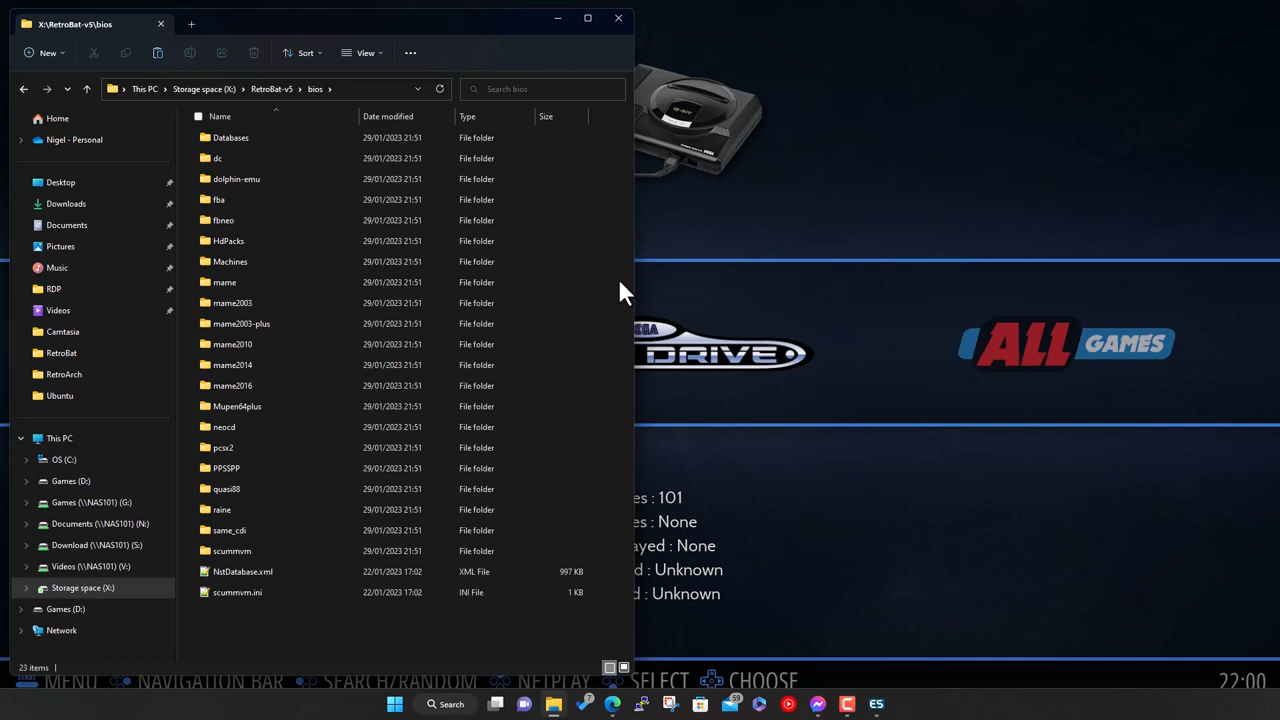 X:\RetroBat-v5\bios
New
Sort
View
This PC > Storage space (X:) > RetroBat-v5 > bios >
Search bios
Name Date modified Type Size
Home
Nigel - Personal
Desktop
Downloads
Documents
Pictures
Music
RDP
Videos
Camtasia
RetroBat
RetroArch
Ubuntu
This PC
OS (C:)
Games (D:)
Games (\\NAS101) (G:)
Documents (\\NAS101) (N:)
Download (\\NAS101) (S:)
Videos (\\NAS101) (V:)
Storage space (X:)
Games (D:)
Network
Databases 29/01/2023 21:51 File folder
dc 29/01/2023 21:51 File folder
dolphin-emu 29/01/2023 21:51 File folder
fba 29/01/2023 21:51 File folder
fbneo 29/01/2023 21:51 File folder
HdPacks 29/01/2023 21:51 File folder
Machines 29/01/2023 21:51 File folder
mame 29/01/2023 21:51 File folder
mame2003 29/01/2023 21:51 File folder
mame2003-plus 29/01/2023 21:51 File folder
mame2010 29/01/2023 21:51 File folder
mame2014 29/01/2023 21:51 File folder
mame2016 29/01/2023 21:51 File folder
Mupen64plus 29/01/2023 21:51 File folder
neocd 29/01/2023 21:51 File folder
pcsx2 29/01/2023 21:51 File folder
PPSSPP 29/01/2023 21:51 File folder
quasi88 29/01/2023 21:51 File folder
raine 29/01/2023 21:51 File folder
same_cdi 29/01/2023 21:51 File folder
scummvm 29/01/2023 21:51 File folder
NstDatabase.xml 22/01/2023 17:02 XML File 997 KB
scummvm.ini 22/01/2023 17:02 INI File 1 KB
23 items
16-BIT
SEGA
DRIVE
ALL GAMES
es : 101
es : None
ayed : None
d : Unknown
d : Unknown
START MENU NAVIGATION BAR SEARCH/RANDOM NETPLAY SELECT CHOOSE 22:00
Search
7
59
ES